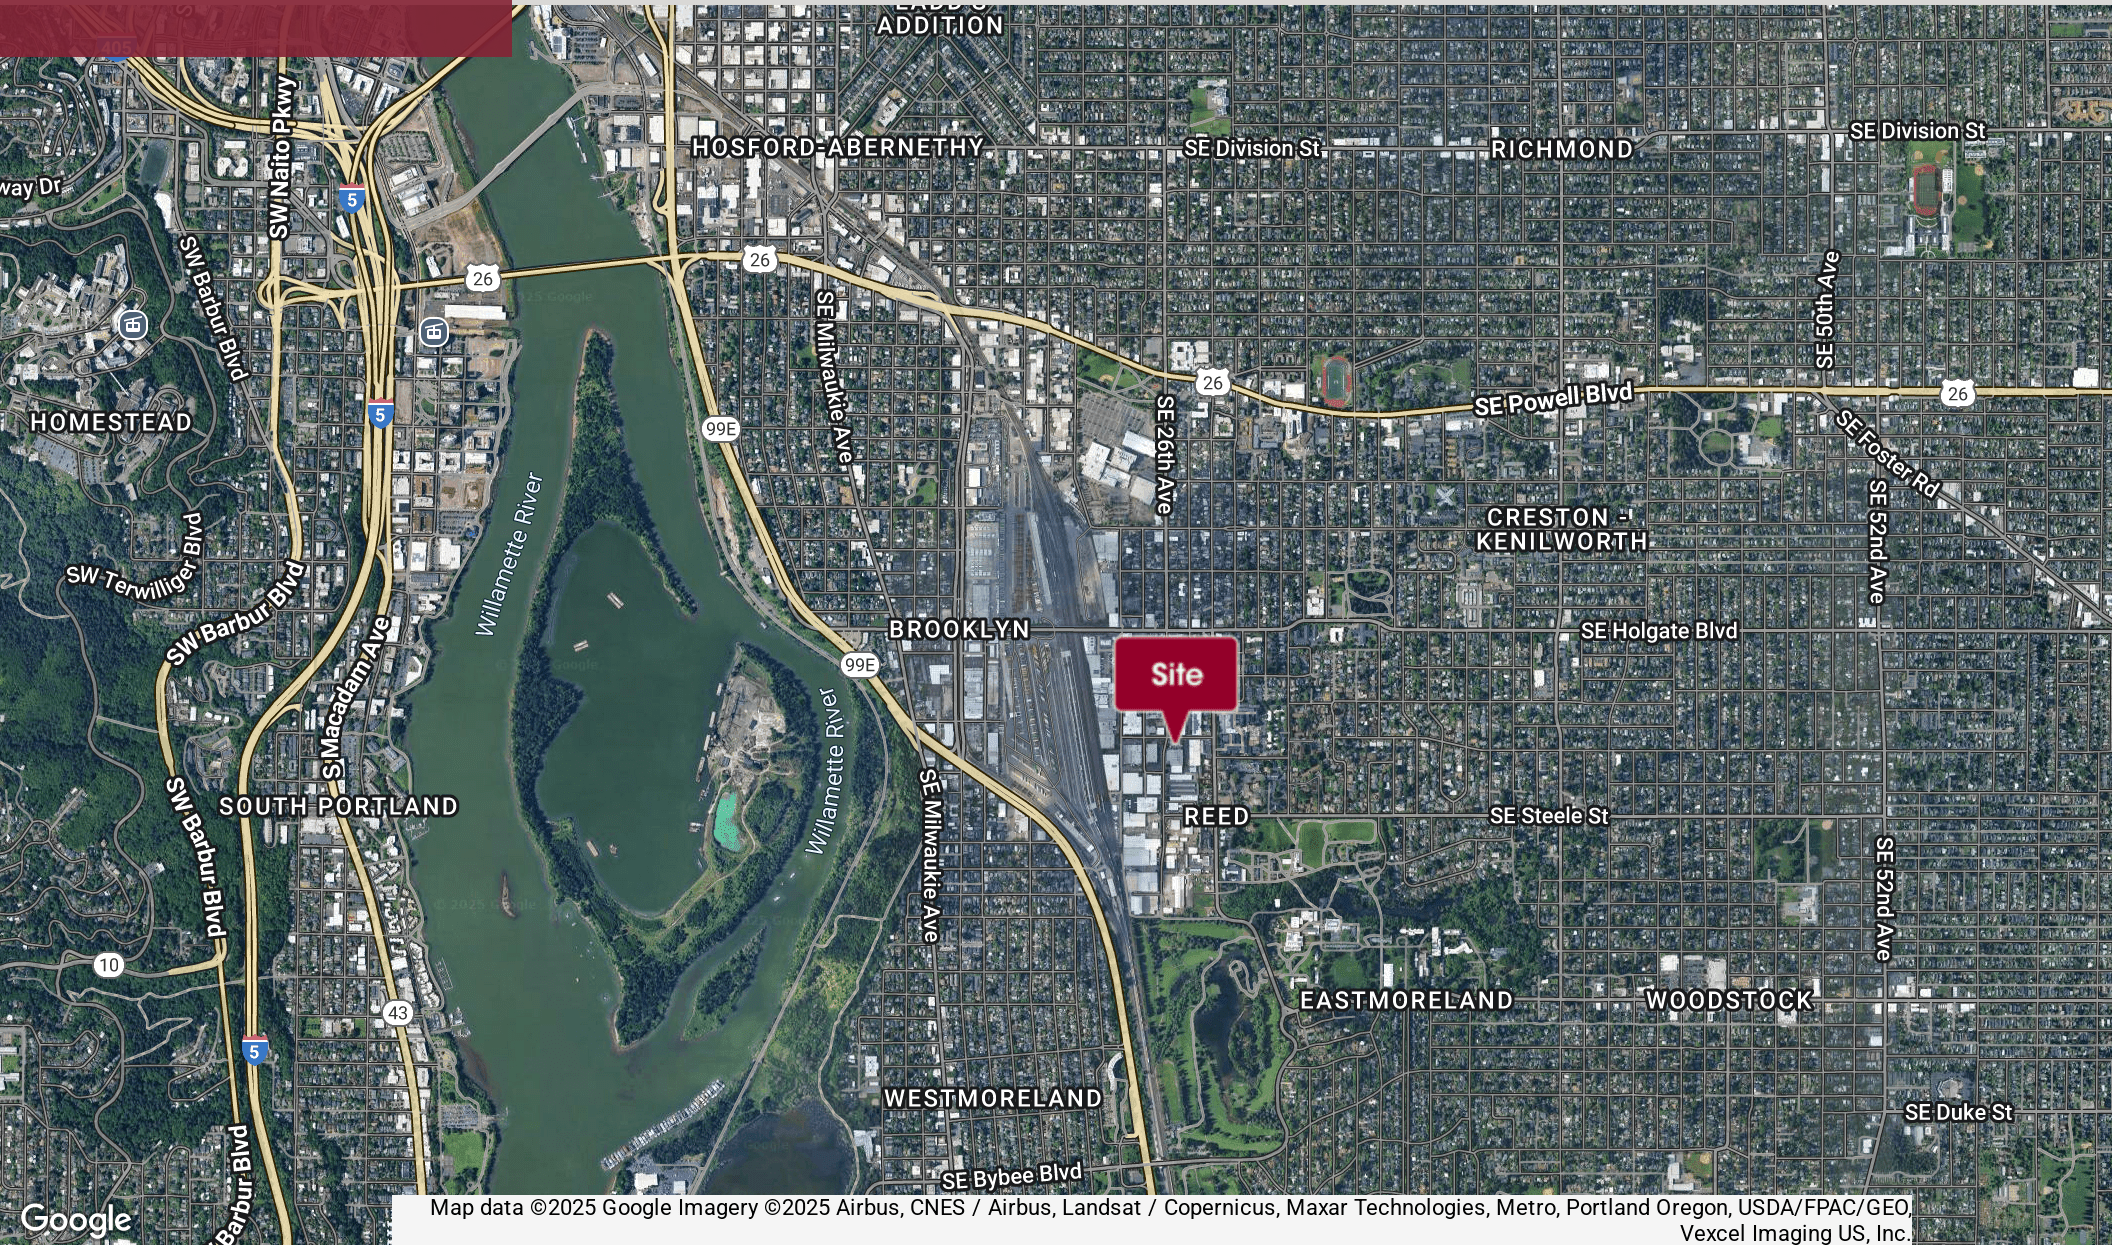 LADD'S
ADDITION
405
SW Naito Pkwy
HOSFORD-ABERNETHY
SE Division St
RICHMOND
SE Division St
way Dr
5
SW Barbur Blvd
26
26
SE 50th Ave
SE Milwaukie Ave
26
SE Powell Blvd
26
HOMESTEAD
5
99E
SE 26th Ave
SE Foster Rd
Willamette River
SE 52nd Ave
CRESTON -
KENILWORTH
SW Terwilliger Blvd
SW Barbur Blvd
BROOKLYN
SE Holgate Blvd
99E
Site
S Macadam Ave
Willamette River
SOUTH PORTLAND
SW Barbur Blvd
SE Milwaukie Ave
REED
SE Steele St
SE 52nd Ave
© 2025 Google
10
43
EASTMORELAND
WOODSTOCK
5
WESTMORELAND
SE Duke St
Barbur Blvd
SE Bybee Blvd
Google
Map data ©2025 Google Imagery ©2025 Airbus, CNES / Airbus, Landsat / Copernicus, Maxar Technologies, Metro, Portland Oregon, USDA/FPAC/GEO,
Vexcel Imaging US, Inc.